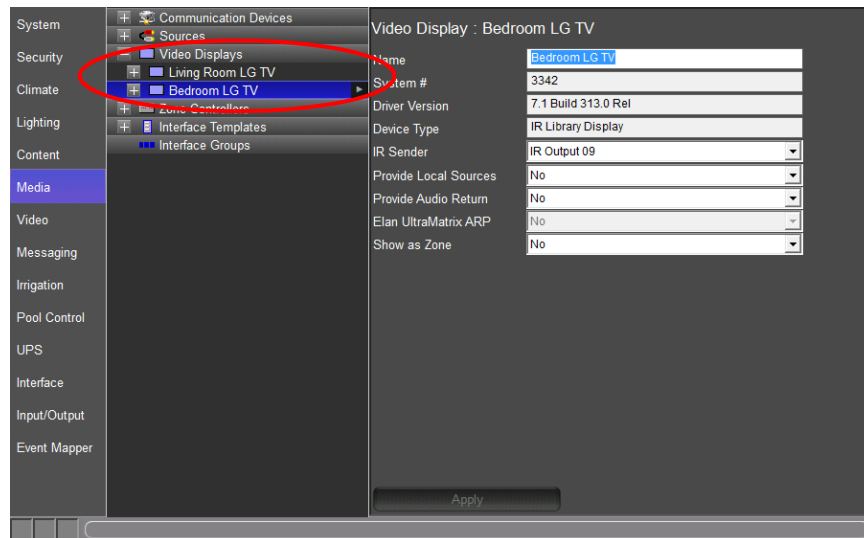 System
Security
Climate
Lighting
Content
Media
Video
Messaging
Irrigation
Pool Control
UPS
Interface
Input/Output
Event Mapper
Communication Devices
Sources
Video Displays
Living Room LG TV
Bedroom LG TV
Zone Controllers
Interface Templates
Interface Groups
Video Display : Bedroom LG TV
Name Bedroom LG TV
System # 3342
Driver Version 7.1 Build 313.0 Rel
Device Type IR Library Display
IR Sender IR Output 09
Provide Local Sources No
Provide Audio Return No
Elan UltraMatrix ARP No
Show as Zone No
Apply